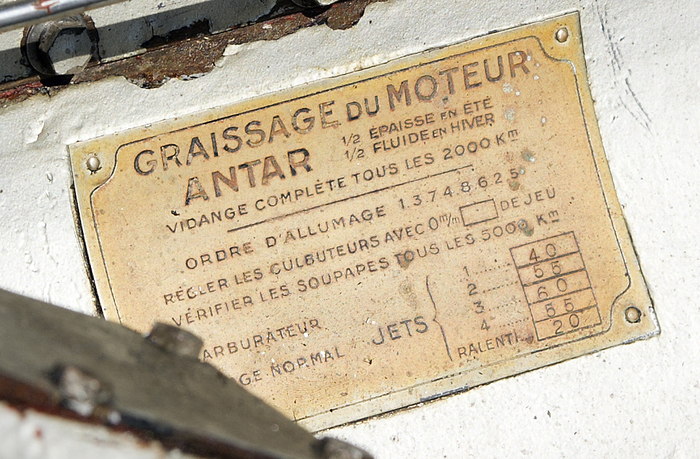 GRAISSAGE DU MOTEUR
ANTAR 1/2 ÉPAISSE EN ÉTÉ
1/2 FLUIDE EN HIVER
VIDANGE COMPLÈTE TOUS LES 2000 Km
ORDRE D'ALLUMAGE 1.3.7.4.8.6.2.5
RÉGLER LES CULBUTEURS AVEC 0m/m DE JEU
VÉRIFIER LES SOUPAPES TOUS LES 5000 Km
ARBURATEUR
GE NORMAL
JETS
1 ........ 40
2 ........ 55
3 ........ 60
4 ........ 55
RALENTI... 20